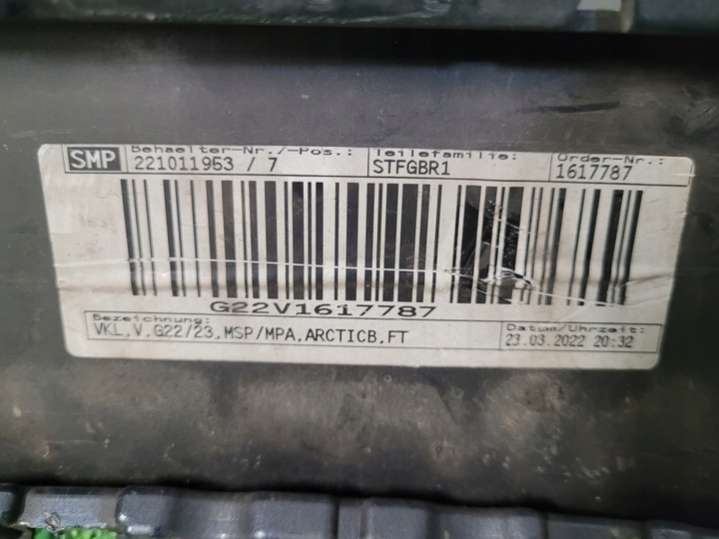 SMP
Behaelter-Nr./-Pos.:
221011953 / 7
Teilefamilie:
STFGBR1
Order-Nr.:
1617787
G22V1617787
Bezeichnung:
VKL,V,G22/23,MSP/MPA,ARCTICB,FT
Datum/Uhrzeit:
23.03.2022 20:32